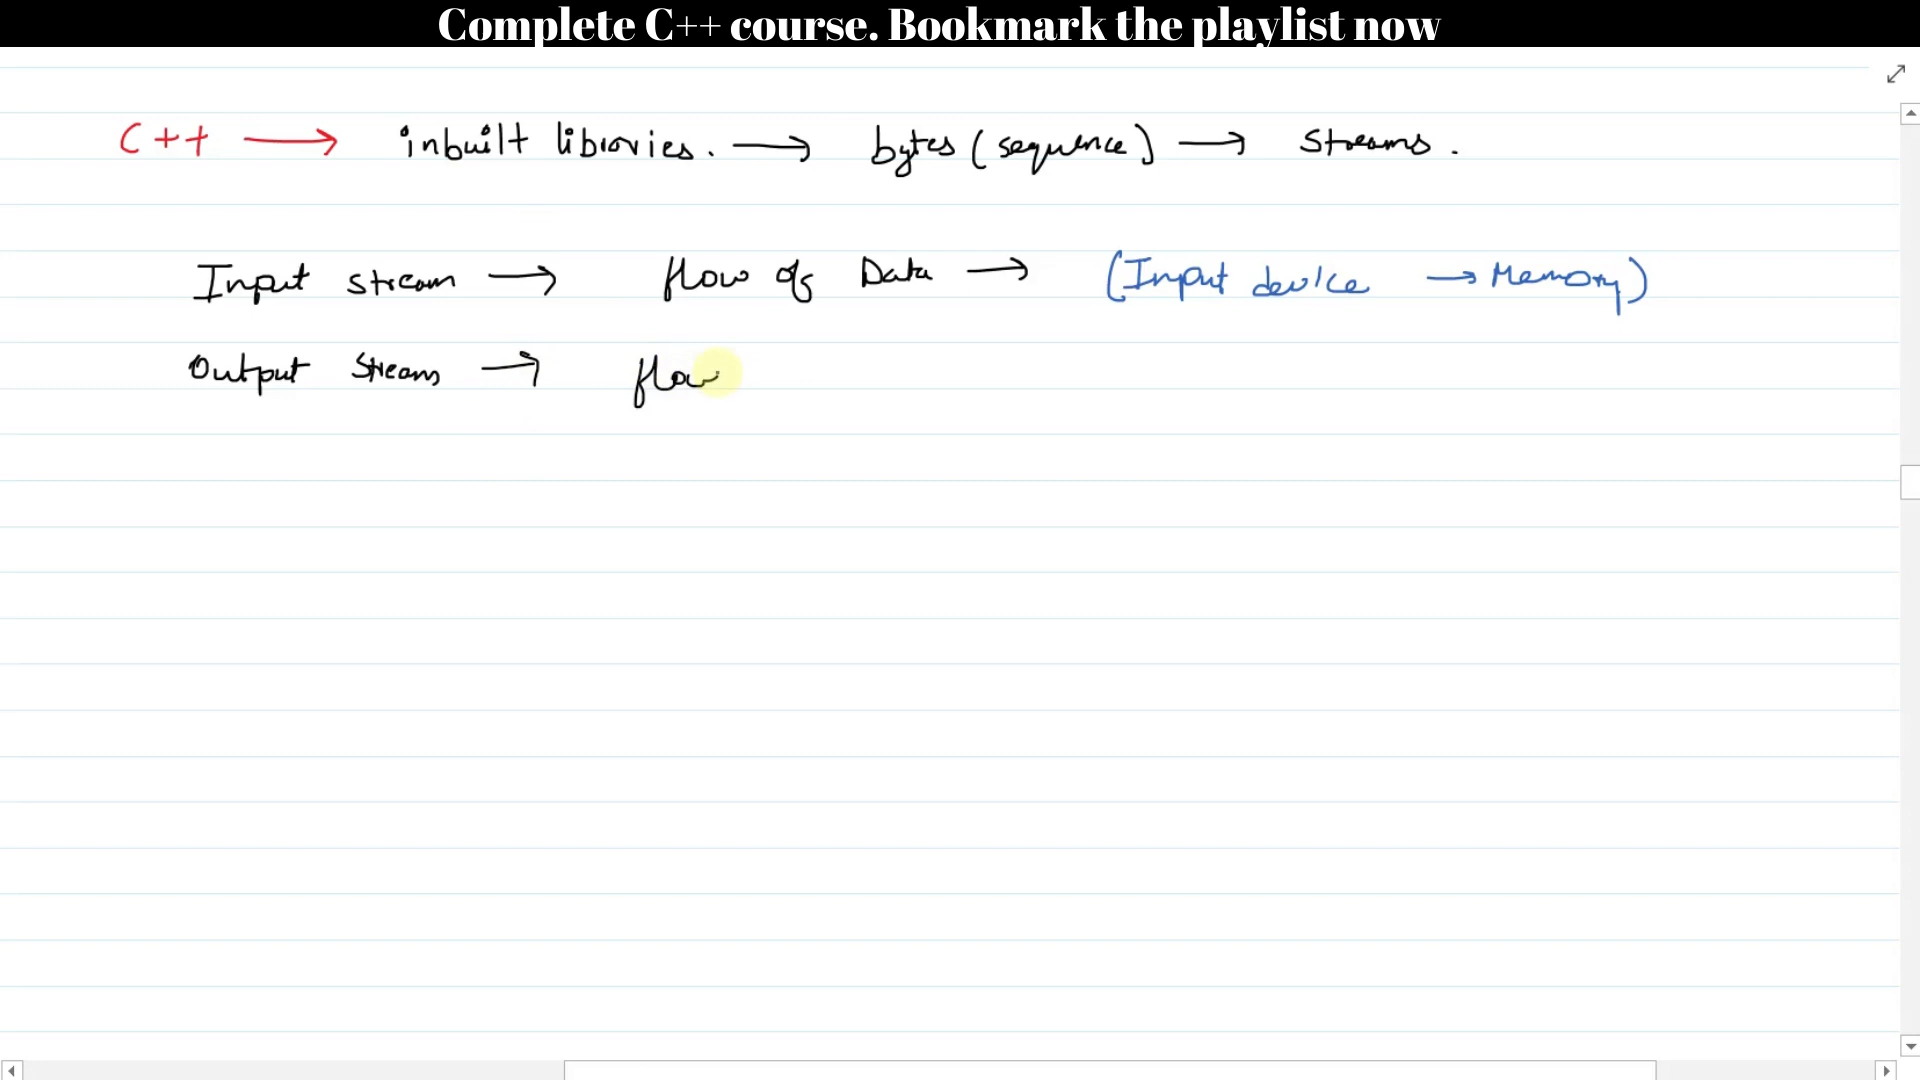 Complete C++ course. Bookmark the playlist now
C++ → inbuilt libraries. → bytes (sequence) → Streams.
Input stream → flow of Data → (Input device → Memory)
Output Stream → flow